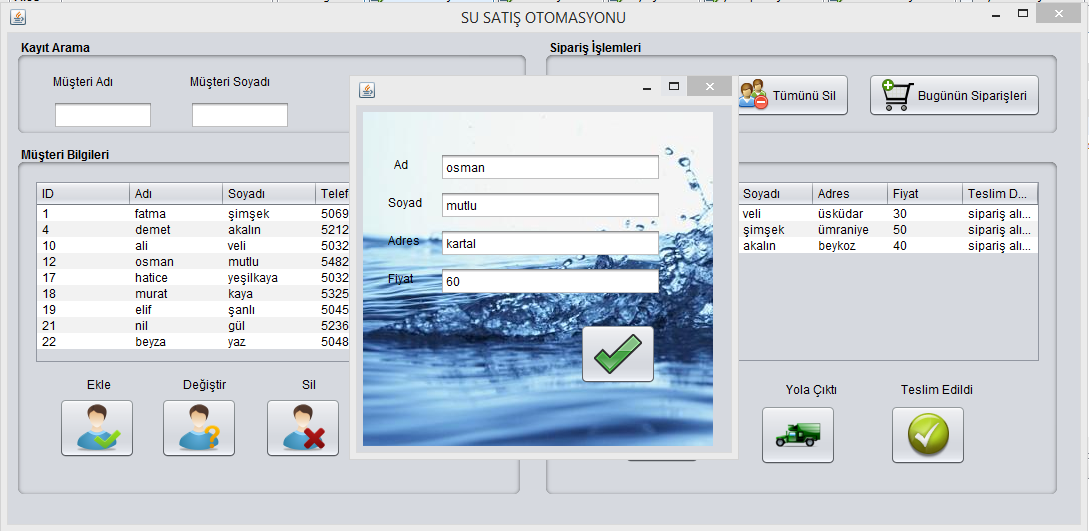 SU SATIŞ OTOMASYONU
Kayıt Arama
Sipariş İşlemleri
Müşteri Adı
Müşteri Soyadı
Tümünü Sil
Bugünün Siparişleri
Müşteri Bilgileri
ID Adı Soyadı Telef
1 fatma şimşek 5069
4 demet akalın 5212
10 ali veli 5032
12 osman mutlu 5482
17 hatice yeşilkaya 5032
18 murat kaya 5325
19 elif şanlı 5045
21 nil gül 5236
22 beyza yaz 5048
Ekle
Değiştir
Sil
Ad osman
Soyad mutlu
Adres kartal
Fiyat 60
Soyadı Adres Fiyat Teslim D...
veli üsküdar 30 sipariş alı...
şimşek ümraniye 50 sipariş alı...
akalın beykoz 40 sipariş alı...
Yola Çıktı
Teslim Edildi